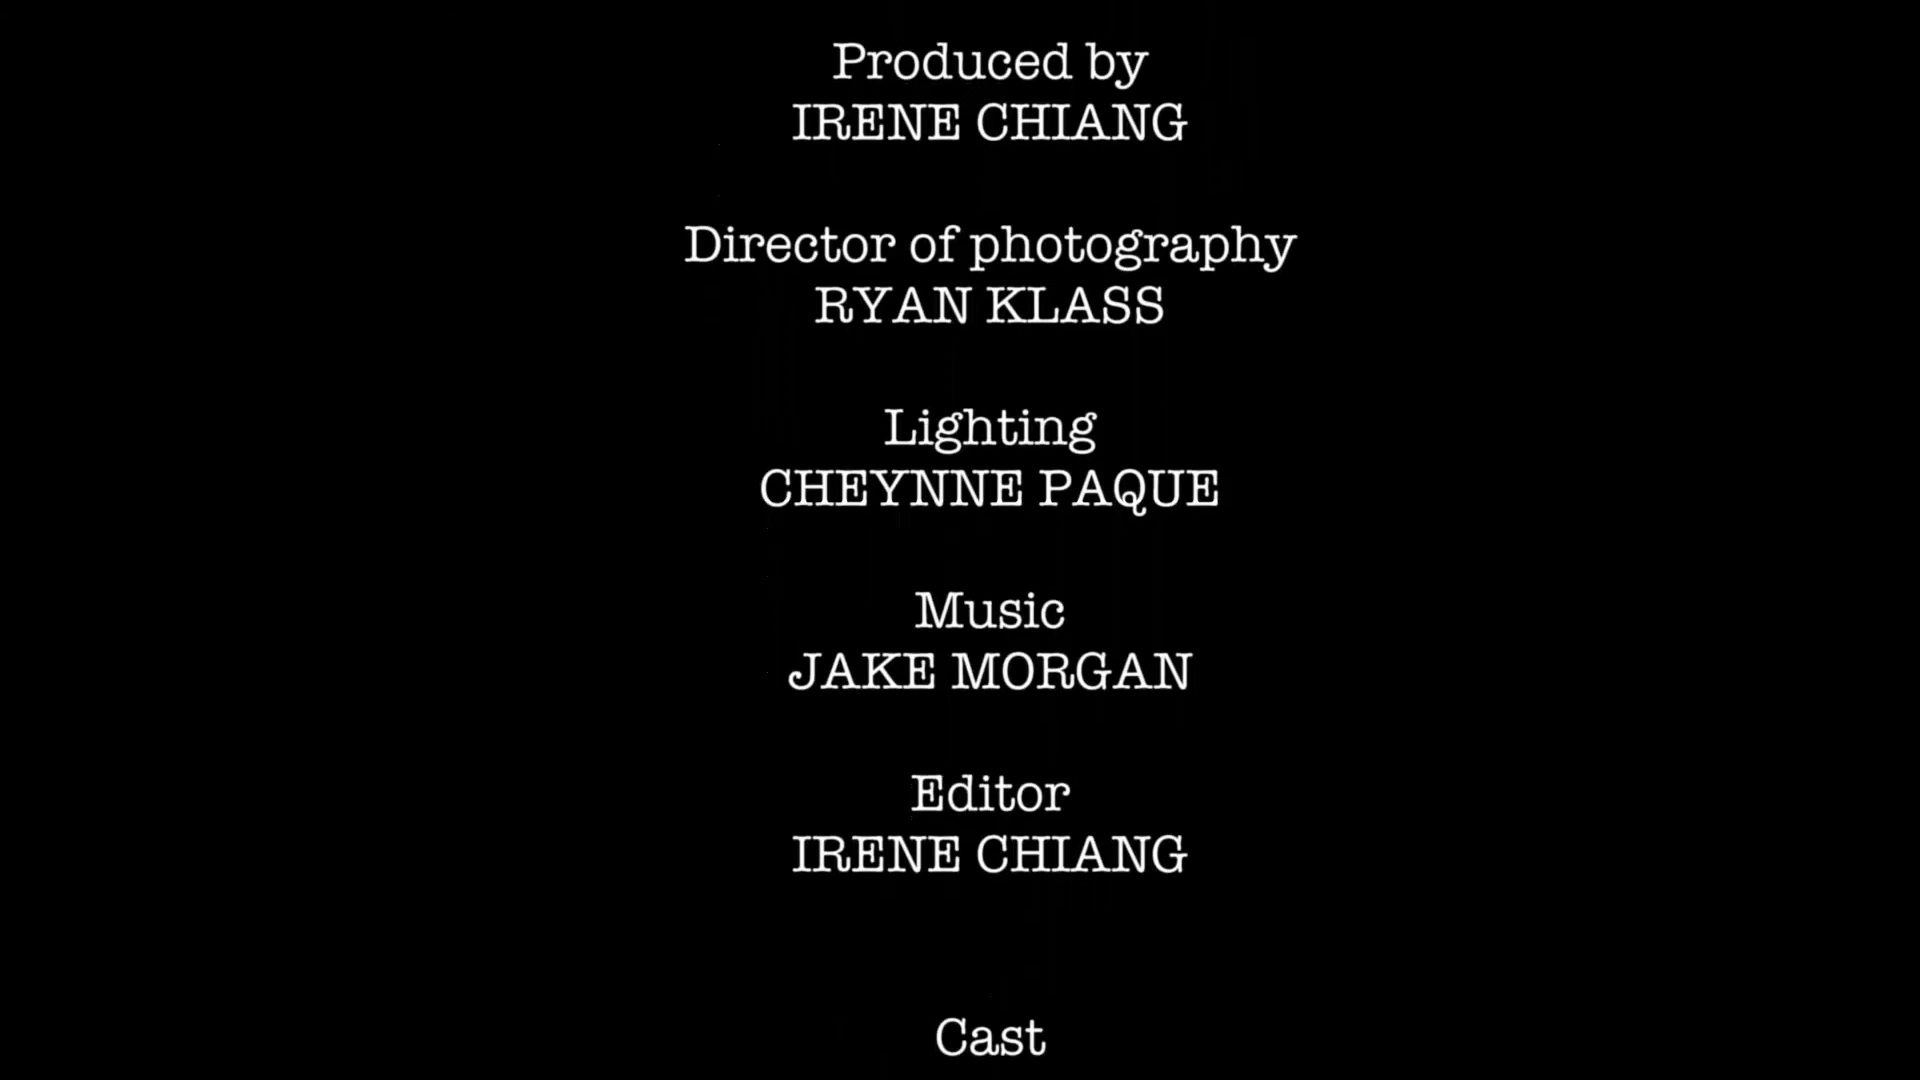 Produced by
IRENE CHIANG
Director of photography
RYAN KLASS
Lighting
CHEYNNE PAQUE
Music
JAKE MORGAN
Editor
IRENE CHIANG
Cast